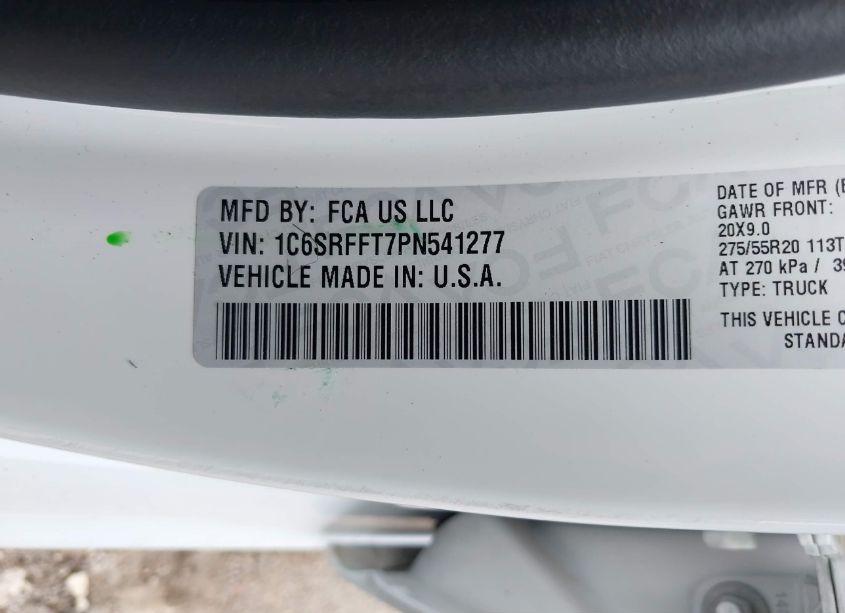 MFD BY: FCA US LLC
VIN: 1C6SRFFT7PN541277
VEHICLE MADE IN: U.S.A.
DATE OF MFR
GAWR FRONT:
20X9.0
275/55R20 113T
AT 270 kPa /
TYPE: TRUCK
THIS VEHICLE
STANDA